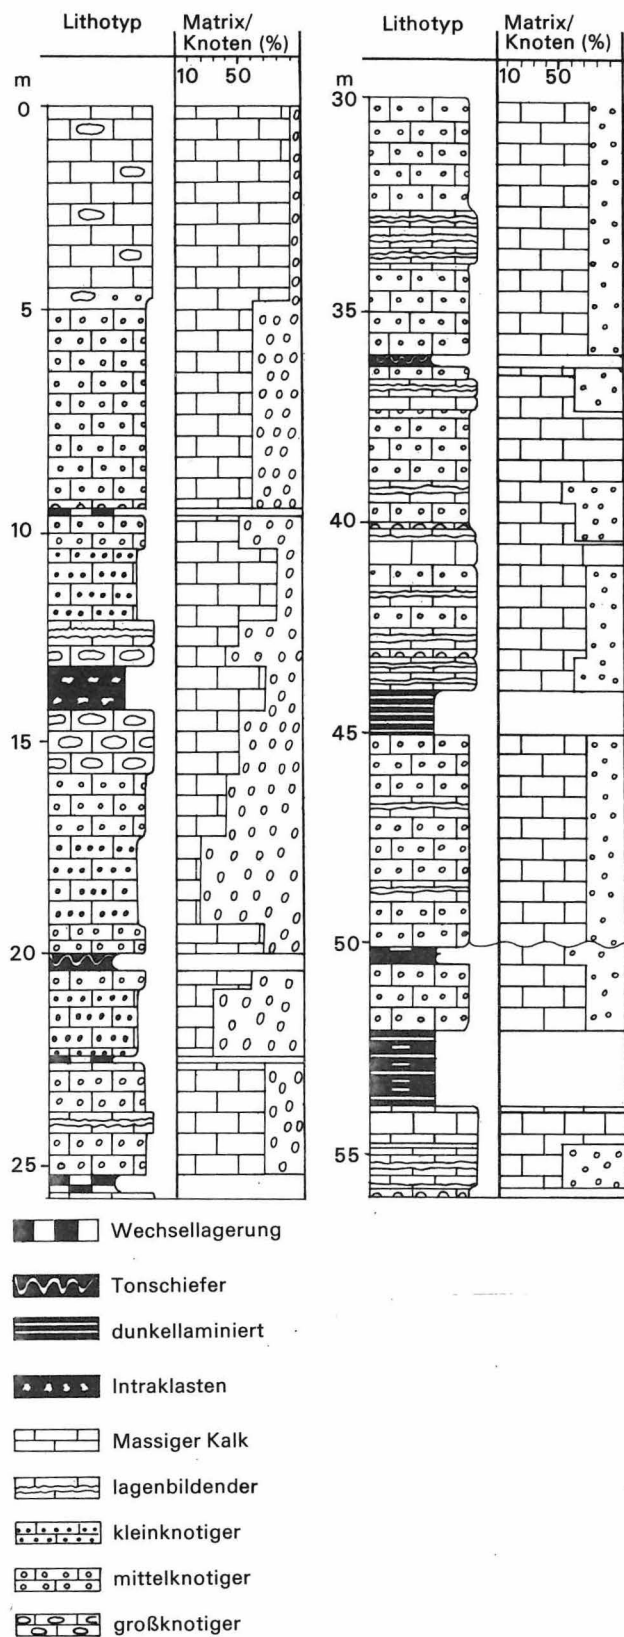 Lithotyp
Matrix/
Knoten (%)
m
10 50
0
5
10
15
20
25
Lithotyp
Matrix/
Knoten (%)
m
10 50
30
35
40
45
50
55
Wechsellagerung
Tonschiefer
dunkellaminiert
Intraklasten
Massiger Kalk
lagenbildender
kleinknotiger
mittelknotiger
großknotiger